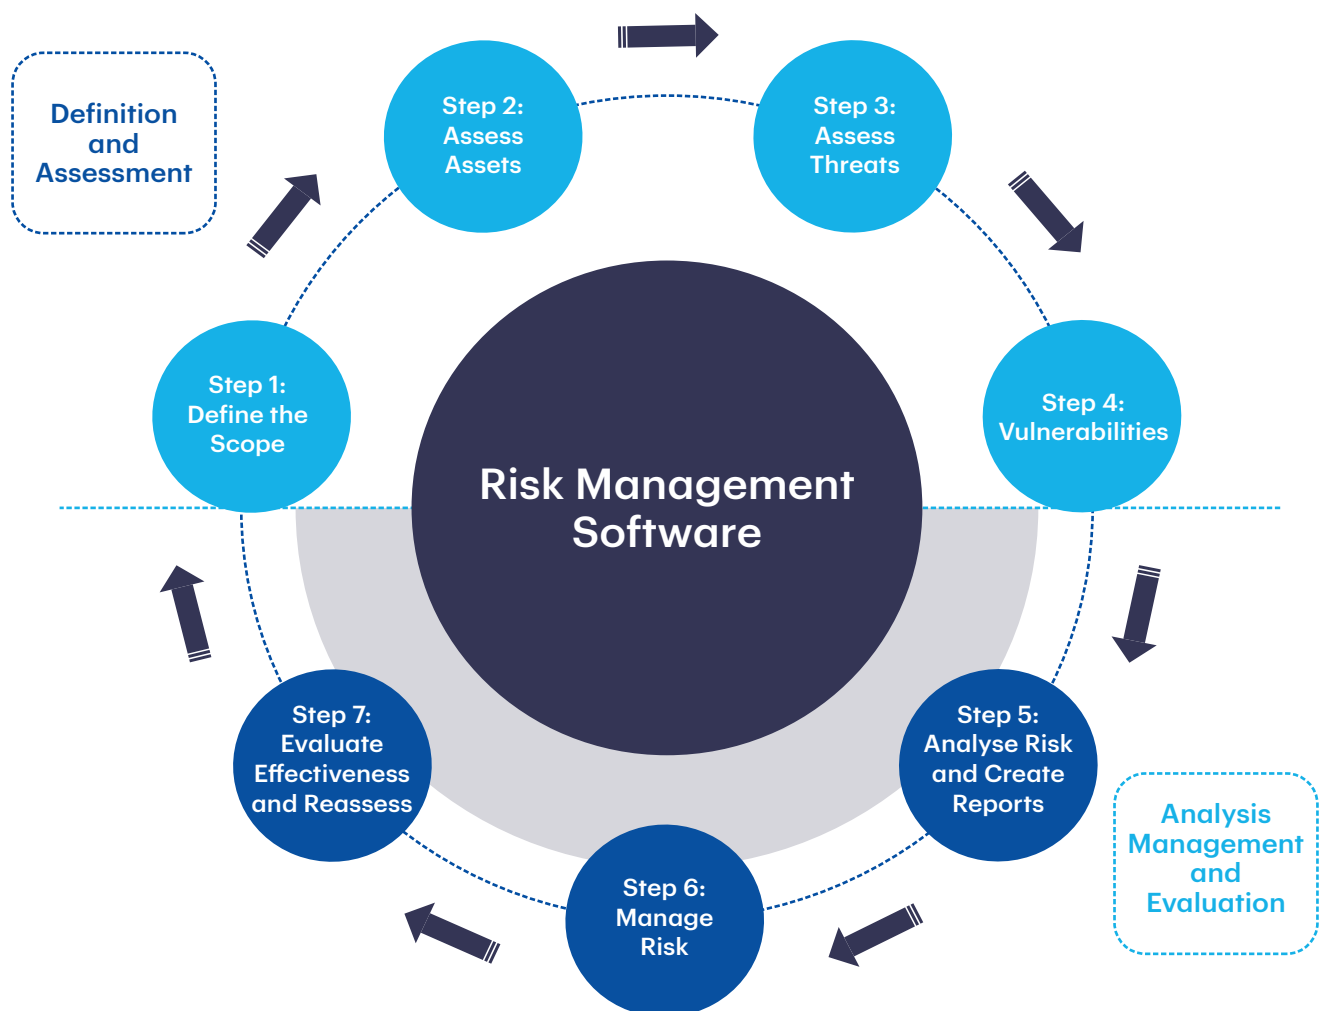 Definition
and
Assessment
Step 1:
Define the
Scope
Step 2:
Assess
Assets
Step 3:
Assess
Threats
Step 4:
Vulnerabilities
Risk Management
Software
Step 5:
Analyse Risk
and Create
Reports
Step 6:
Manage
Risk
Step 7:
Evaluate
Effectiveness
and Reassess
Analysis
Management
and
Evaluation